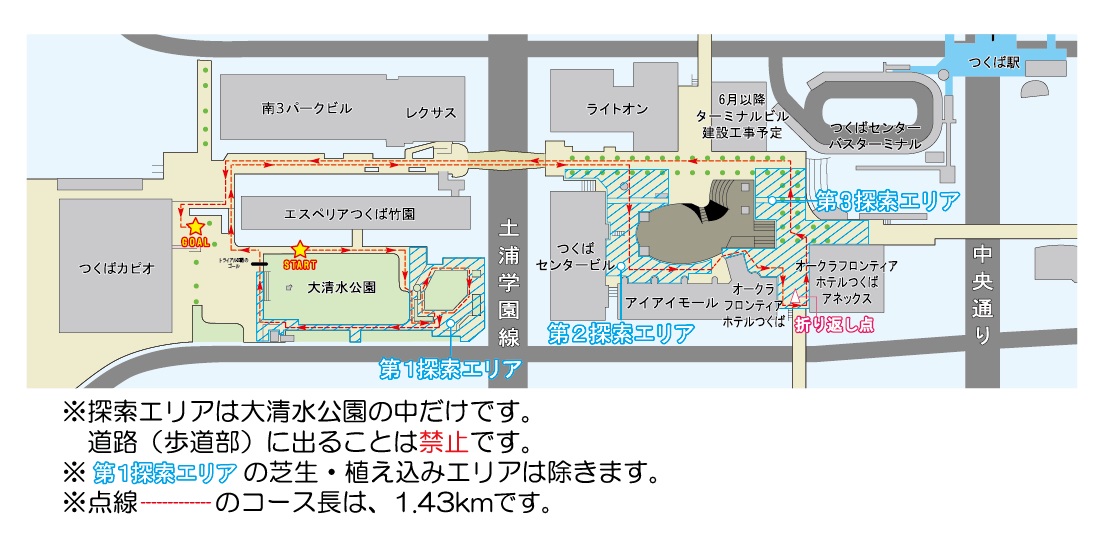 つくば駅
南3パークビル
レクサス
ライトオン
6月以降
ターミナルビル
建設工事予定
つくばセンター
バスターミナル
第3探索エリア
エスペリアつくば竹園
GOAL
START
トライアル時間の
ゴール
つくばカピオ
大清水公園
土浦学園線
つくば
センタービル
アイアイモール
オークラ
フロンティア
ホテルつくば
オークラフロンティア
ホテルつくば
アネックス
中央通り
折り返し点
第2探索エリア
第1探索エリア
※探索エリアは大清水公園の中だけです。
道路（歩道部）に出ることは禁止です。
※第1探索エリアの芝生・植え込みエリアは除きます。
※点線------------のコース長は、1.43kmです。